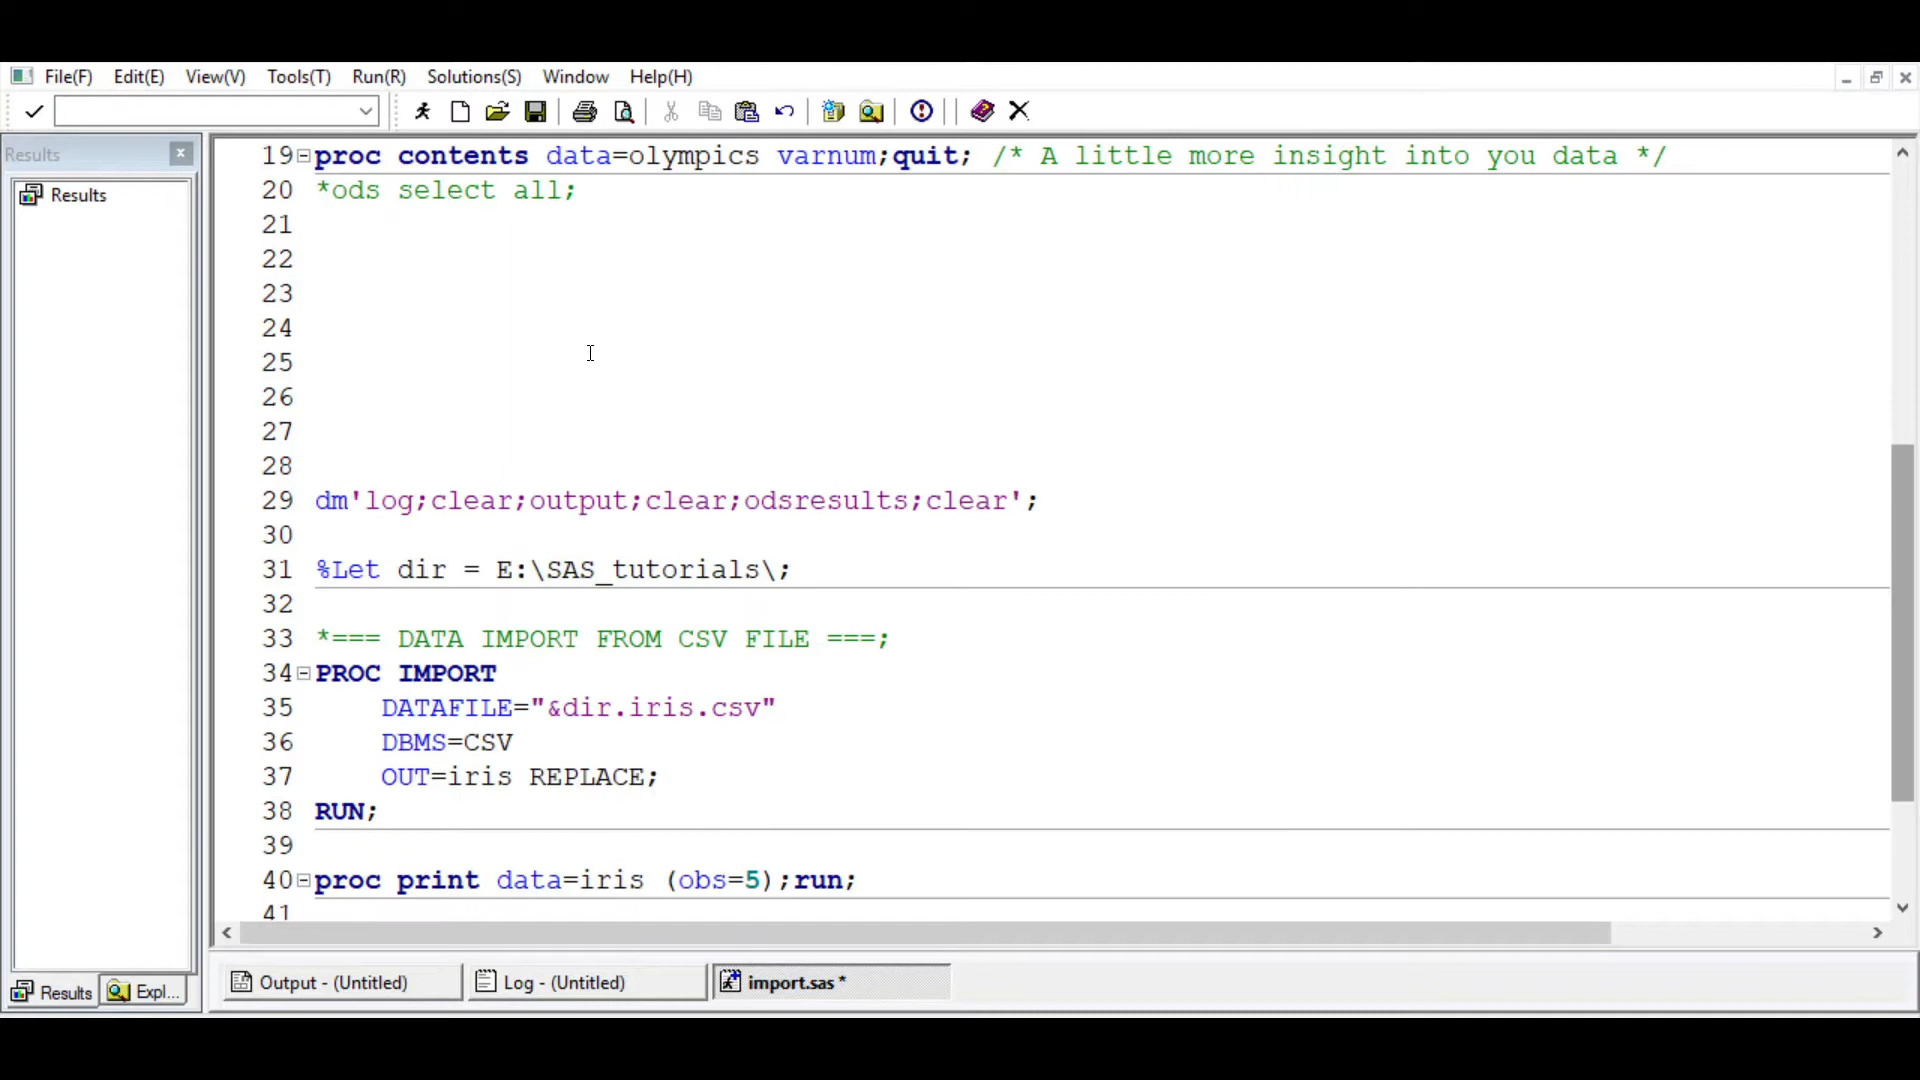 File(F) Edit(E) View(V) Tools(T) Run(R) Solutions(S) Window Help(H)
Results
Results
19 proc contents data=olympics varnum;quit; /* A little more insight into you data */
20 *ods select all;
21
22
23
24
25
26
27
28
29 dm'log;clear;output;clear;odsresults;clear';
30
31 %Let dir = E:\SAS_tutorials\;
32
33 *=== DATA IMPORT FROM CSV FILE ===;
34 PROC IMPORT
35 DATAFILE="&dir.iris.csv"
36 DBMS=CSV
37 OUT=iris REPLACE;
38 RUN;
39
40 proc print data=iris (obs=5);run;
41
Results Expl... Output - (Untitled) Log - (Untitled) import.sas *